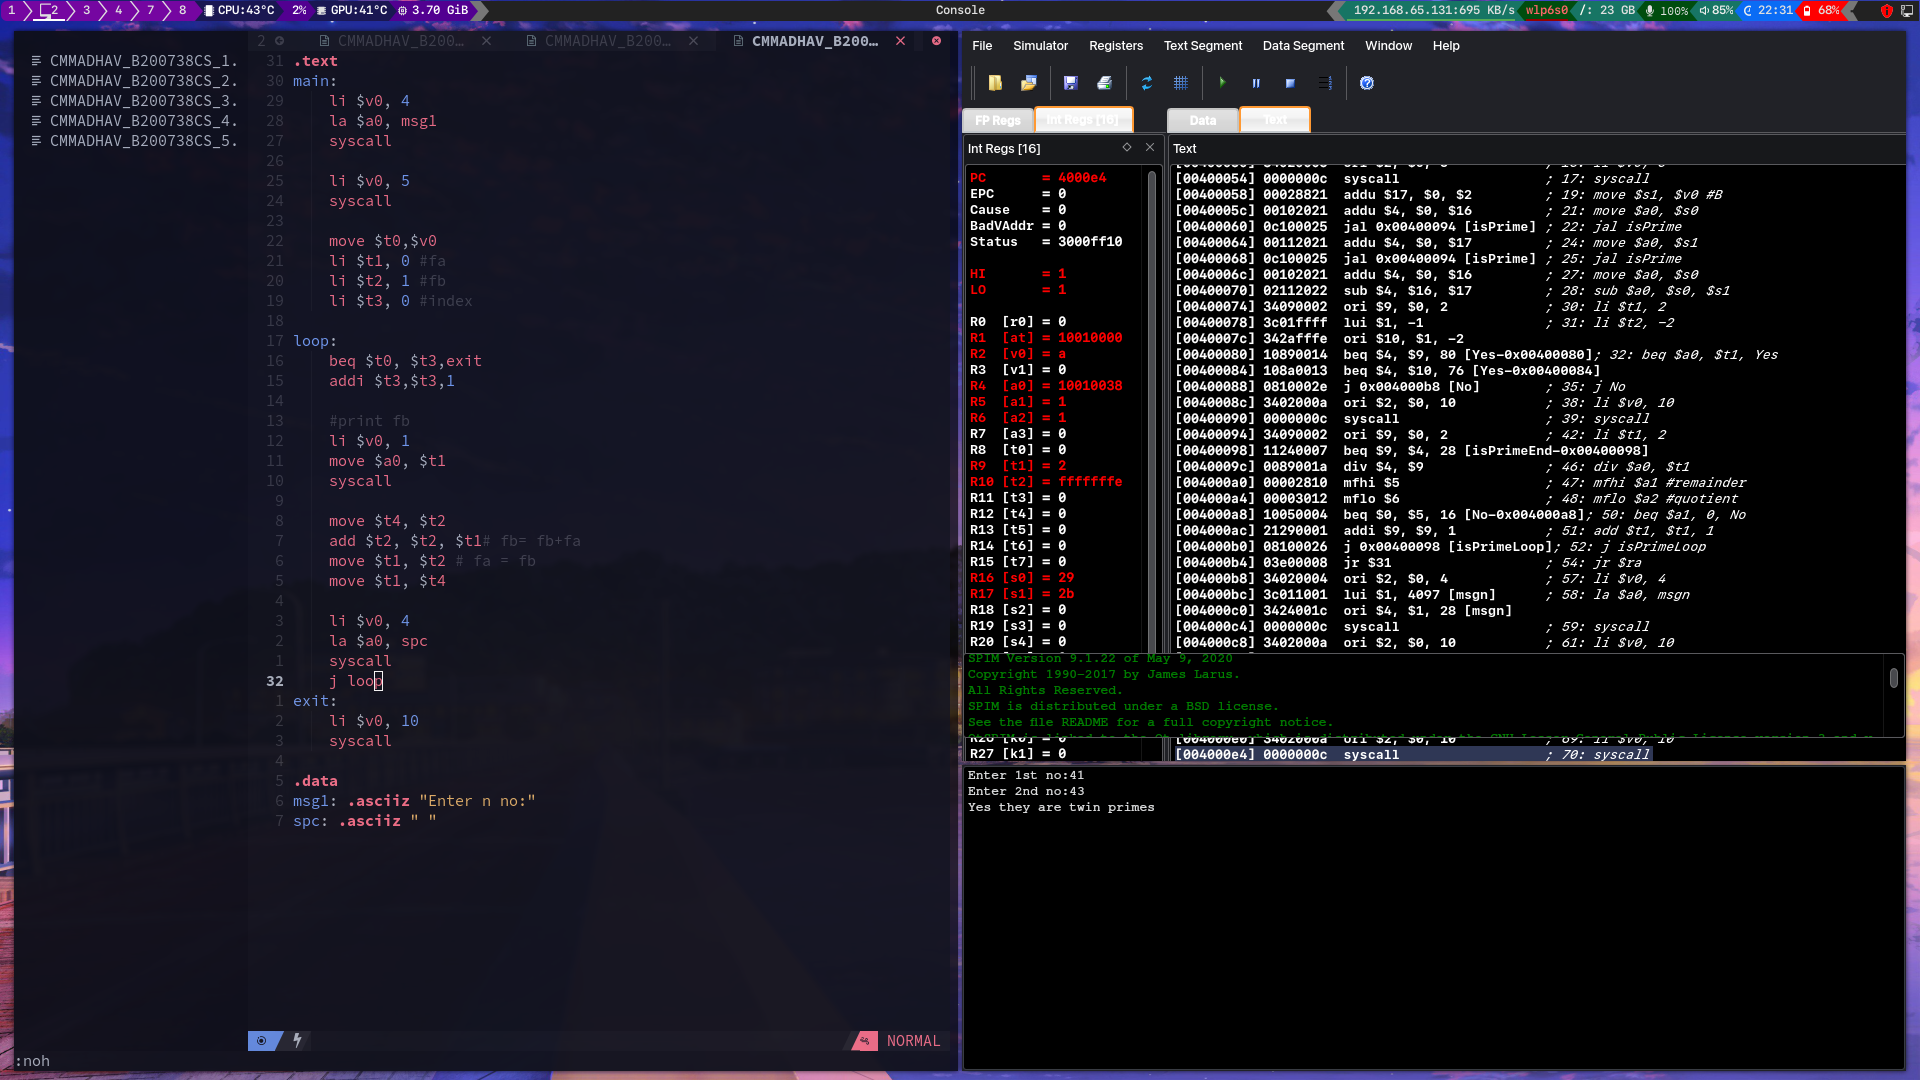 1 2 3 4 7 8 CPU:43°C 2% GPU:41°C 3.70 GiB
Console
192.168.65.131:695 KB/s wlp6s0 /: 23 GB 100% 85% 22:31 68%
CMMADHAV_B200738CS_1.
CMMADHAV_B200738CS_2.
CMMADHAV_B200738CS_3.
CMMADHAV_B200738CS_4.
CMMADHAV_B200738CS_5.
2 CMMADHAV_B200… CMMADHAV_B200… CMMADHAV_B200…
31 .text
30 main:
29 li $v0, 4
28 la $a0, msg1
27 syscall
26
25 li $v0, 5
24 syscall
23
22 move $t0,$v0
21 li $t1, 0 #fa
20 li $t2, 1 #fb
19 li $t3, 0 #index
18
17 loop:
16 beq $t0, $t3,exit
15 addi $t3,$t3,1
14
13 #print fb
12 li $v0, 1
11 move $a0, $t1
10 syscall
9
8 move $t4, $t2
7 add $t2, $t2, $t1# fb= fb+fa
6 move $t1, $t2 # fa = fb
5 move $t1, $t4
4
3 li $v0, 4
2 la $a0, spc
1 syscall
32 j loop
1 exit:
2 li $v0, 10
3 syscall
4
5 .data
6 msg1: .asciiz "Enter n no:"
7 spc: .asciiz " "
NORMAL
:noh
File Simulator Registers Text Segment Data Segment Window Help
FP Regs Int Regs [16] Data Text
Int Regs [16]
PC = 4000e4
EPC = 0
Cause = 0
BadVAddr = 0
Status = 3000ff10
HI = 1
LO = 1
R0 [r0] = 0
R1 [at] = 10010000
R2 [v0] = a
R3 [v1] = 0
R4 [a0] = 10010038
R5 [a1] = 1
R6 [a2] = 1
R7 [a3] = 0
R8 [t0] = 0
R9 [t1] = 2
R10 [t2] = fffffffe
R11 [t3] = 0
R12 [t4] = 0
R13 [t5] = 0
R14 [t6] = 0
R15 [t7] = 0
R16 [s0] = 29
R17 [s1] = 2b
R18 [s2] = 0
R19 [s3] = 0
R20 [s4] = 0
Text
[00400054] 0000000c syscall ; 17: syscall
[00400058] 00028821 addu $17, $0, $2 ; 19: move $s1, $v0 #B
[0040005c] 00102021 addu $4, $0, $16 ; 21: move $a0, $s0
[00400060] 0c100025 jal 0x00400094 [isPrime] ; 22: jal isPrime
[00400064] 00112021 addu $4, $0, $17 ; 24: move $a0, $s1
[00400068] 0c100025 jal 0x00400094 [isPrime] ; 25: jal isPrime
[0040006c] 00102021 addu $4, $0, $16 ; 27: move $a0, $s0
[00400070] 02112022 sub $4, $16, $17 ; 28: sub $a0, $s0, $s1
[00400074] 34090002 ori $9, $0, 2 ; 30: li $t1, 2
[00400078] 3c01ffff lui $1, -1 ; 31: li $t2, -2
[0040007c] 342afffe ori $10, $1, -2
[00400080] 10890014 beq $4, $9, 80 [Yes-0x00400080]; 32: beq $a0, $t1, Yes
[00400084] 108a0013 beq $4, $10, 76 [Yes-0x00400084]
[00400088] 0810002e j 0x004000b8 [No] ; 35: j No
[0040008c] 3402000a ori $2, $0, 10 ; 38: li $v0, 10
[00400090] 0000000c syscall ; 39: syscall
[00400094] 34090002 ori $9, $0, 2 ; 42: li $t1, 2
[00400098] 11240007 beq $9, $4, 28 [isPrimeEnd-0x00400098]
[0040009c] 0089001a div $4, $9 ; 46: div $a0, $t1
[004000a0] 00002810 mfhi $5 ; 47: mfhi $a1 #remainder
[004000a4] 00003012 mflo $6 ; 48: mflo $a2 #quotient
[004000a8] 10050004 beq $0, $5, 16 [No-0x004000a8]; 50: beq $a1, 0, No
[004000ac] 21290001 addi $9, $9, 1 ; 51: add $t1, $t1, 1
[004000b0] 08100026 j 0x00400098 [isPrimeLoop]; 52: j isPrimeLoop
[004000b4] 03e00008 jr $31 ; 54: jr $ra
[004000b8] 34020004 ori $2, $0, 4 ; 57: li $v0, 4
[004000bc] 3c011001 lui $1, 4097 [msgn] ; 58: la $a0, msgn
[004000c0] 3424001c ori $4, $1, 28 [msgn]
[004000c4] 0000000c syscall ; 59: syscall
[004000c8] 3402000a ori $2, $0, 10 ; 61: li $v0, 10
SPIM Version 9.1.22 of May 9, 2020
Copyright 1990-2017 by James Larus.
All Rights Reserved.
SPIM is distributed under a BSD license.
See the file README for a full copyright notice.
R27 [k1] = 0
[004000e4] 0000000c syscall ; 70: syscall
Enter 1st no:41
Enter 2nd no:43
Yes they are twin primes